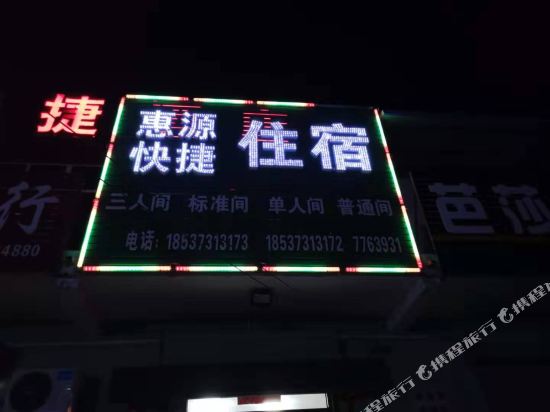 捷
惠源
快捷
住宿
三人间 标准间 单人间 普通间
电话: 18537313173 18537313172 7763931
行
4880
芭莎
携程旅行
携程旅行